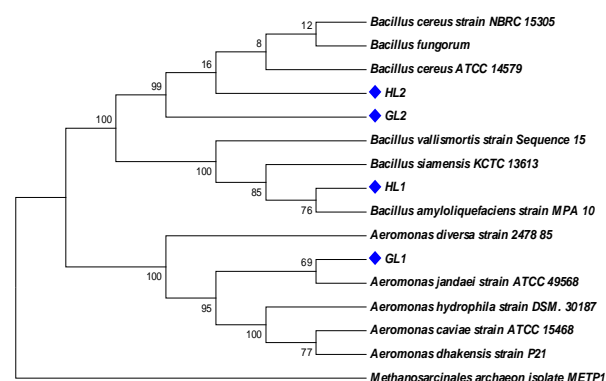 12
Bacillus cereus strain NBRC 15305
8
Bacillus fungorum
16
Bacillus cereus ATCC 14579
99
HL2
100
GL2
Bacillus vallismortis strain Sequence 15
100
Bacillus siamensis KCTC 13613
85
HL1
76
Bacillus amyloliquefaciens strain MPA 10
Aeromonas diversa strain 2478 85
100
GL1
69
Aeromonas jandaei strain ATCC 49568
95
Aeromonas hydrophila strain DSM. 30187
100
Aeromonas caviae strain ATCC 15468
77
Aeromonas dhakensis strain P21
Methanosarcinales archaeon isolate METP1